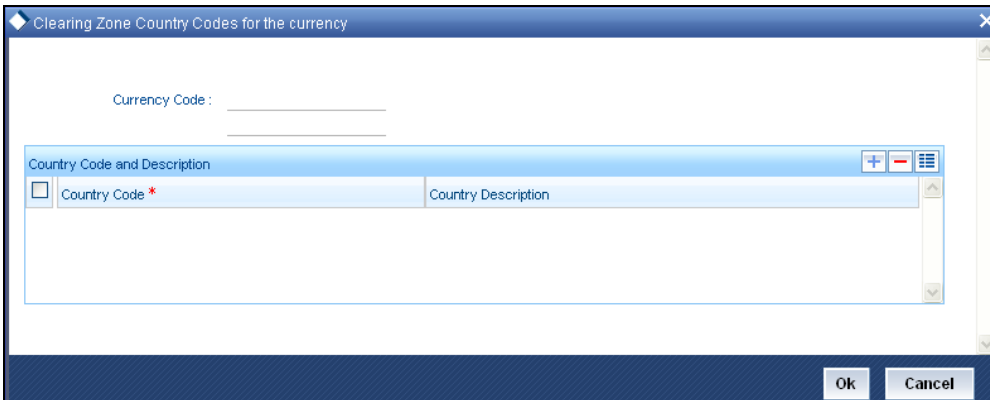 Clearing Zone Country Codes for the currency
Currency Code :
Country Code and Description
Country Code * Country Description
Ok Cancel